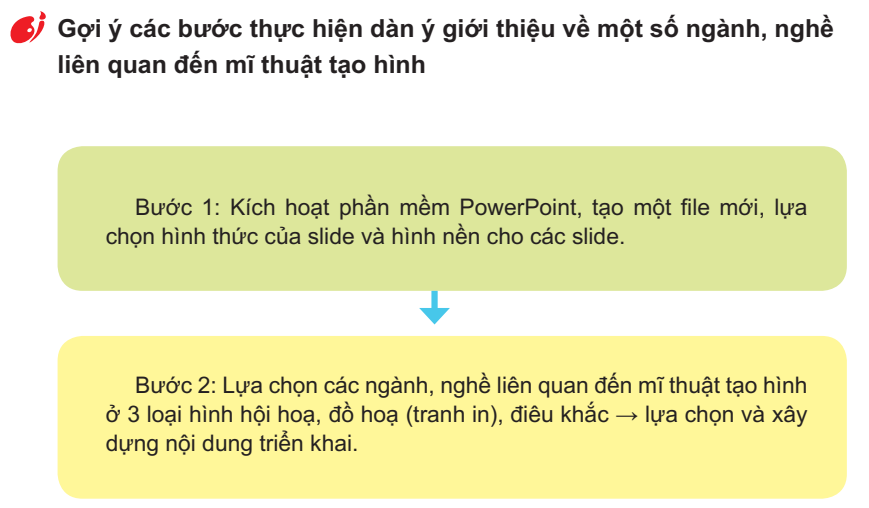 Gợi ý các bước thực hiện dàn ý giới thiệu về một số ngành, nghề
liên quan đến mĩ thuật tạo hình
Bước 1: Kích hoạt phần mềm PowerPoint, tạo một file mới, lựa
chọn hình thức của slide và hình nền cho các slide.
Bước 2: Lựa chọn các ngành, nghề liên quan đến mĩ thuật tạo hình
ở 3 loại hình hội hoạ, đồ hoạ (tranh in), điêu khắc → lựa chọn và xây
dựng nội dung triển khai.